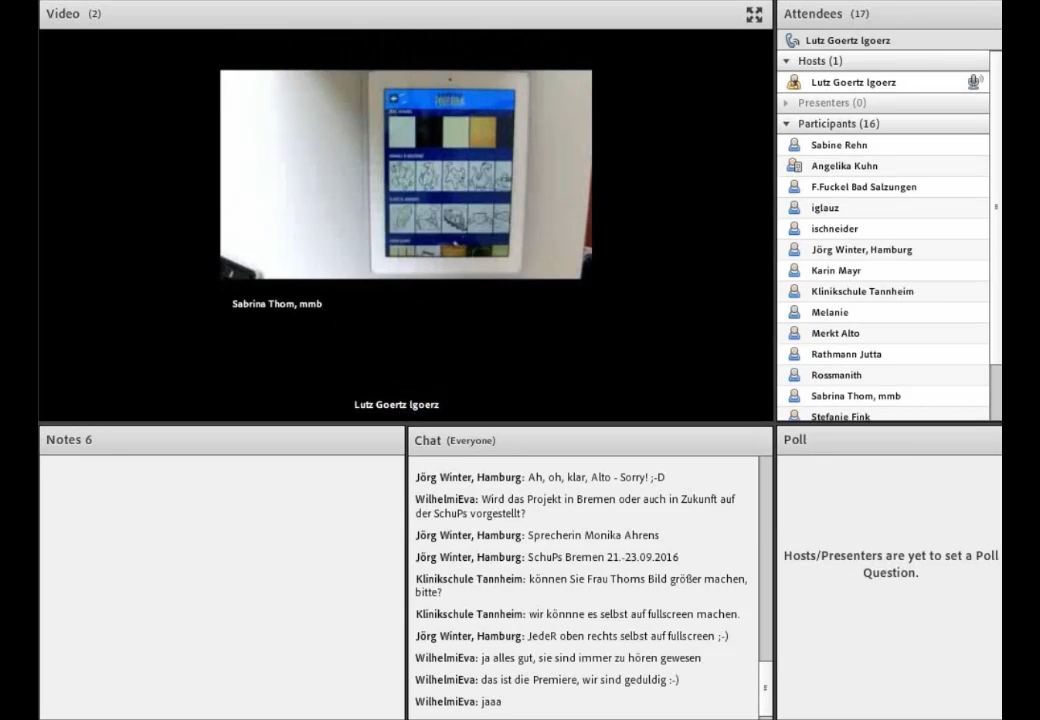 Video (2)
Sabrina Thom, mmb
Lutz Goertz lgoerz
Attendees (17)
Lutz Goertz lgoerz
Hosts (1)
Lutz Goertz lgoerz
Presenters (0)
Participants (16)
Sabine Rehn
Angelika Kuhn
F.Fuckel Bad Salzungen
iglauz
ischneider
Jörg Winter, Hamburg
Karin Mayr
Klinikschule Tannheim
Melanie
Merkt Alto
Rathmann Jutta
Rossmanith
Sabrina Thom, mmb
Stefanie Fink
Notes 6
Chat (Everyone)
Jörg Winter, Hamburg: Ah, oh, klar, Alto - Sorry! ;-D
WilhelmiEva: Wird das Projekt in Bremen oder auch in Zukunft auf
der SchuPs vorgestellt?
Jörg Winter, Hamburg: Sprecherin Monika Ahrens
Jörg Winter, Hamburg: SchuPs Bremen 21.-23.09.2016
Klinikschule Tannheim: können Sie Frau Thoms Bild größer machen,
bitte?
Klinikschule Tannheim: wir könnne es selbst auf fullscreen machen.
Jörg Winter, Hamburg: JedeR oben rechts selbst auf fullscreen ;-)
WilhelmiEva: ja alles gut, sie sind immer zu hören gewesen
WilhelmiEva: das ist die Premiere, wir sind geduldig :-)
WilhelmiEva: jaaa
Poll
Hosts/Presenters are yet to set a Poll
Question.